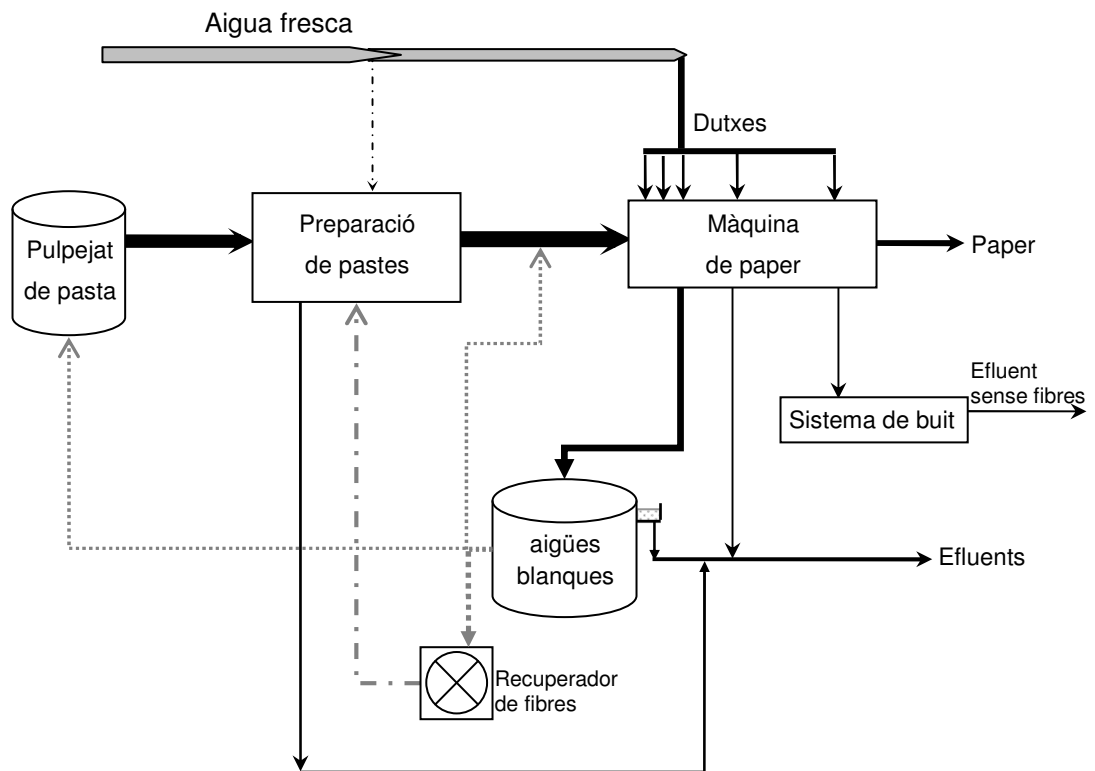 Aigua fresca
Dutxes
Pulpejat
de pasta
Preparació
de pastes
Màquina
de paper
Paper
Efluent
sense fibres
Sistema de buit
aigües
blanques
Efluents
Recuperador
de fibres